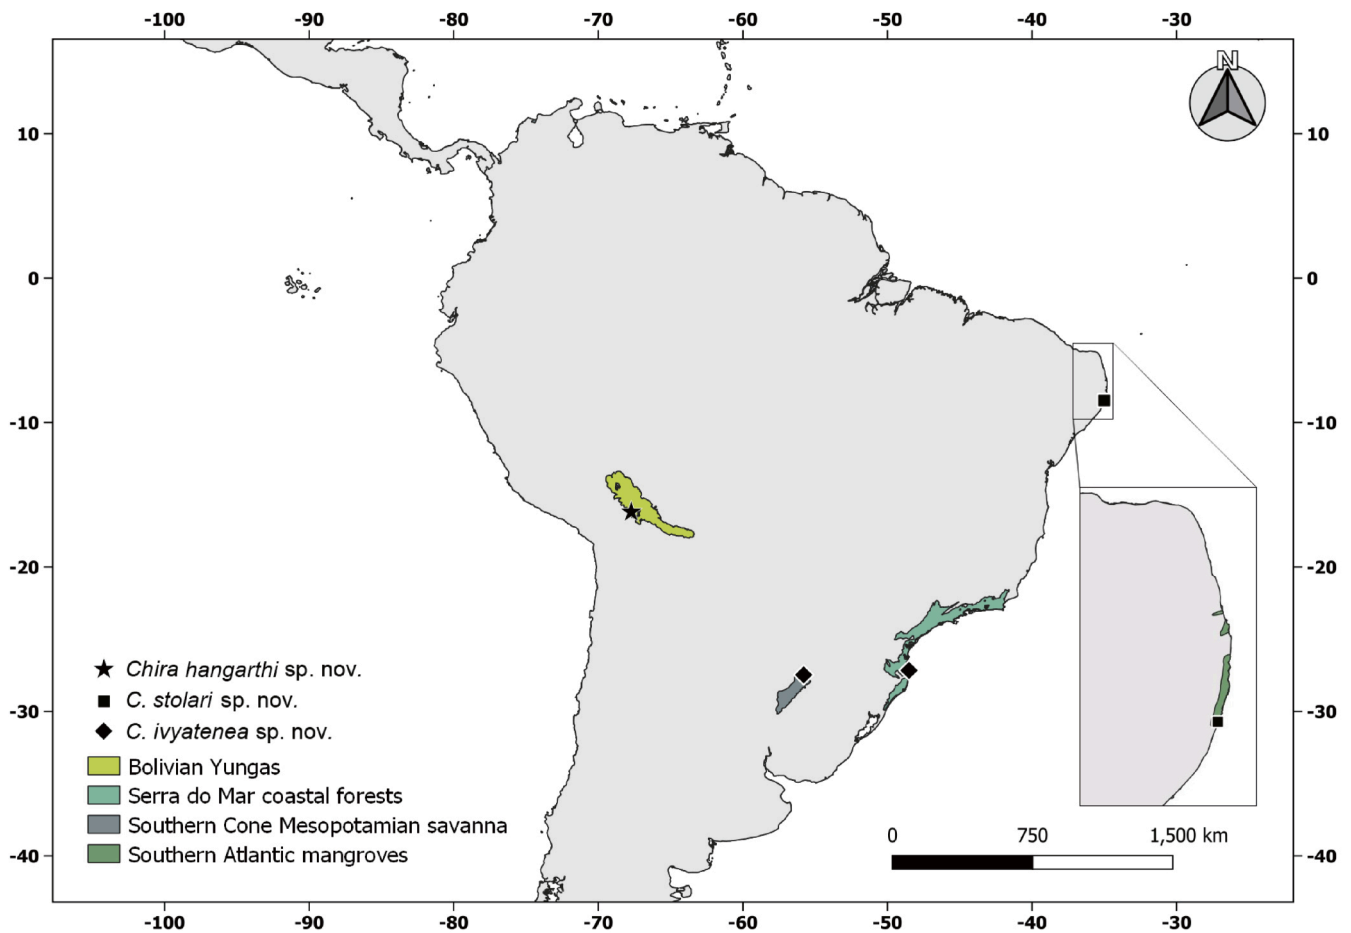 -100 -90 -80 -70 -60 -50 -40 -30
N
10 10
0 0
-10 -10
-20 -20
-30 -30
-40 -40
Chira hangarthi sp. nov.
C. stolari sp. nov.
C. ivyatenea sp. nov.
Bolivian Yungas
Serra do Mar coastal forests
Southern Cone Mesopotamian savanna
Southern Atlantic mangroves
0 750 1,500 km
-100 -90 -80 -70 -60 -50 -40 -30